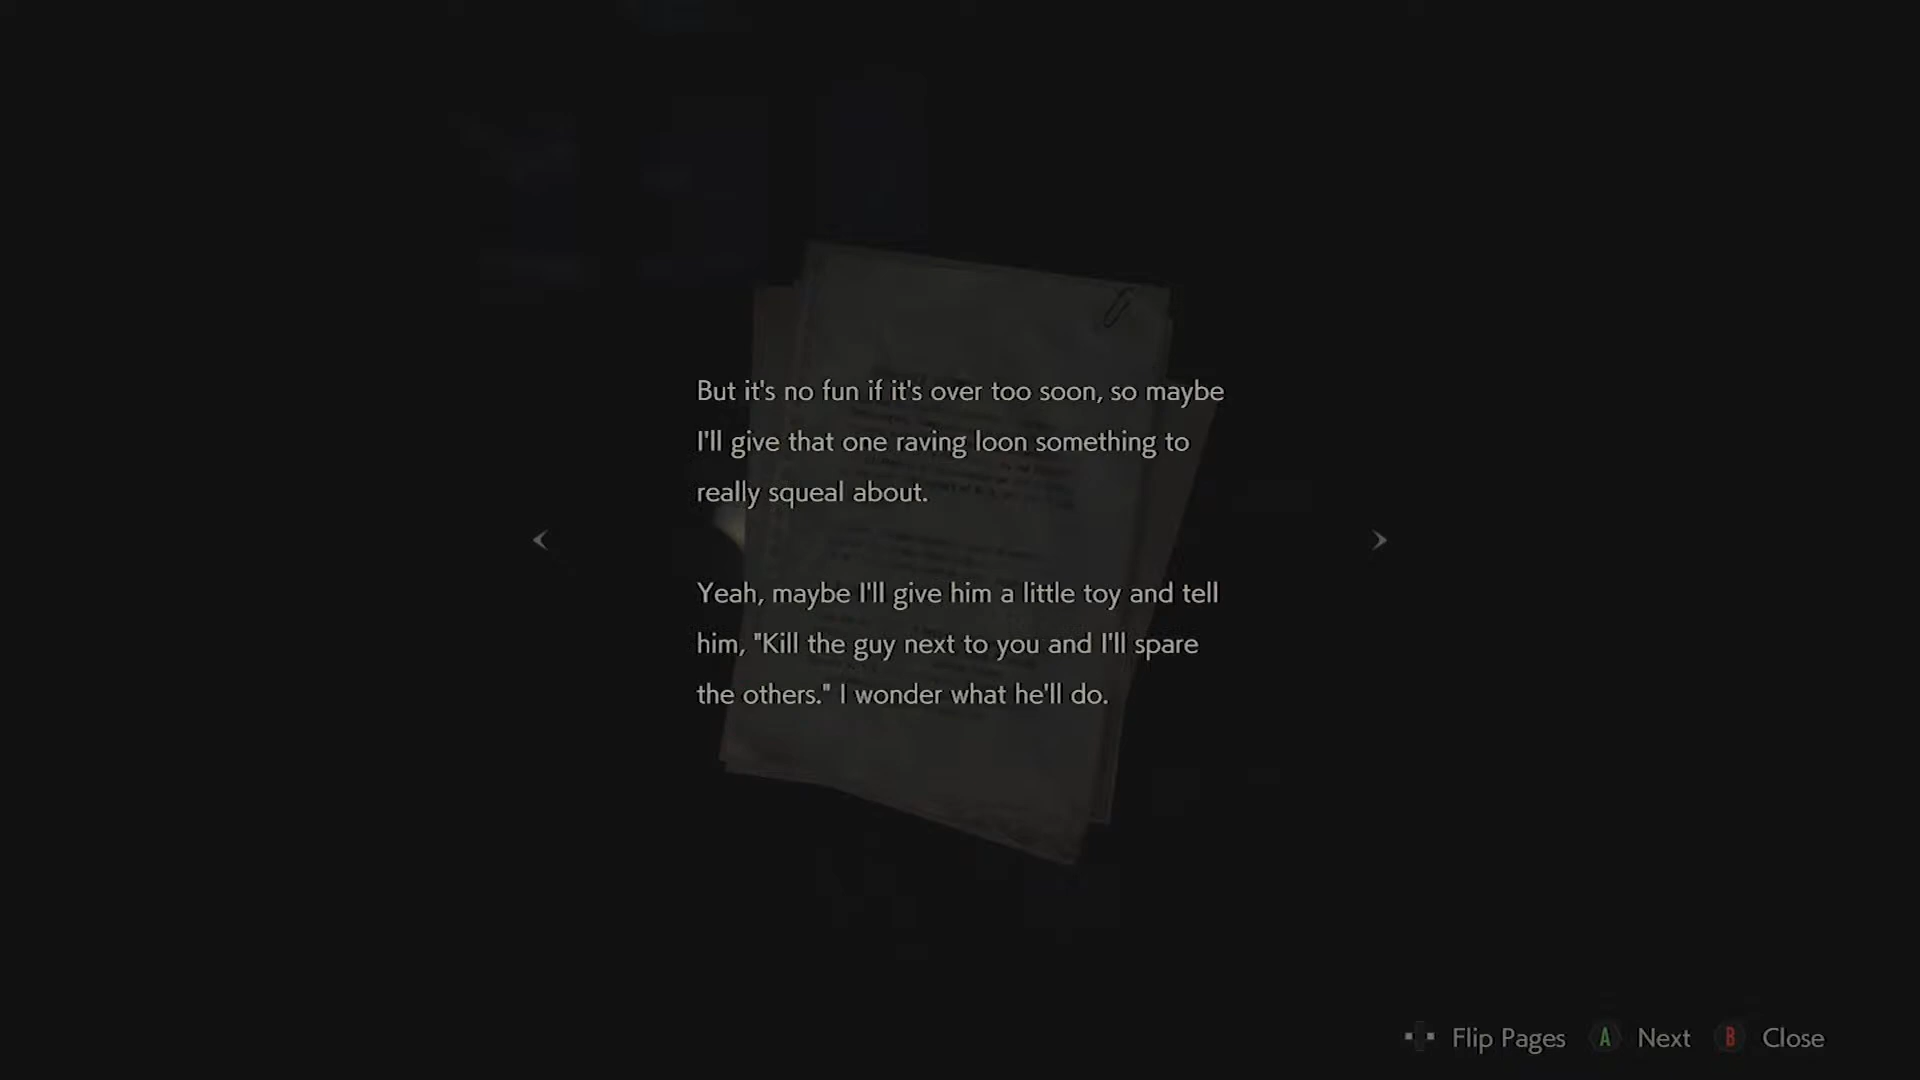 But it's no fun if it's over too soon, so maybe
I'll give that one raving loon something to
really squeal about.
Yeah, maybe I'll give him a little toy and tell
him, "Kill the guy next to you and I'll spare
the others." I wonder what he'll do.
Flip Pages A Next B Close